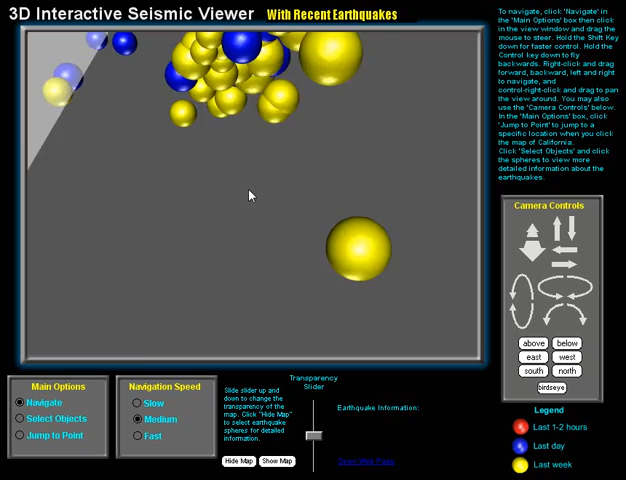 3D Interactive Seismic Viewer With Recent Earthquakes
To navigate, click 'Navigate' in
the 'Main Options' box then click
in the view window and drag the
mouse to steer. Hold the Shift Key
down for faster control. Hold the
Control key down to fly
backwards. Right-click and drag
forward, backward, left and right
to navigate, and
control-right-click and drag to pan
the view around. You may also
use the 'Camera Controls' below.
In the 'Main Options' box, click
'Jump to Point' to jump to a
specific location when you click
the map of California.
Click 'Select Objects' and click
the spheres to view more
detailed information about the
earthquakes.
Camera Controls
above below
east west
south north
birdseye
Legend
Last 1-2 hours
Last day
Last week
Main Options
Navigate
Select Objects
Jump to Point
Navigation Speed
Slow
Medium
Fast
Slide slider up and
down to change the
transparency of the
map. Click "Hide Map"
to select earthquake
spheres for detailed
information.
Hide Map Show Map
Transparency
Slider
Earthquake Information:
Open Web Page